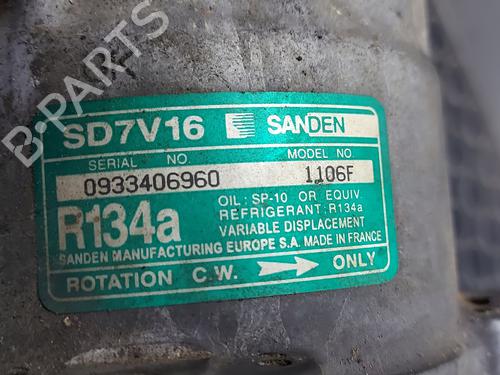 B-PARTS
SD7V16 SANDEN
SERIAL NO. MODEL NO
0933406960 1106F
R134a
OIL: SP-10 OR EQUIV.
REFRIGERANT: R134a
VARIABLE DISPLACEMENT
SANDEN MANUFACTURING EUROPE S.A. MADE IN FRANCE
ROTATION C.W. ONLY